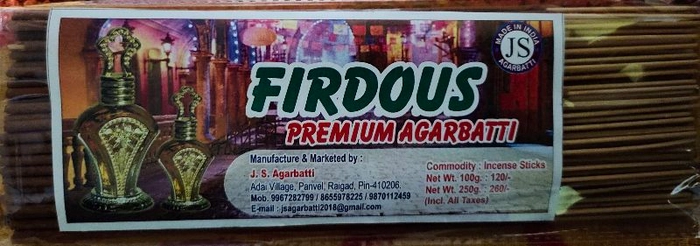 MADE IN INDIA
JS
AGARBATTI
FIRDOUS
PREMIUM AGARBATTI
Manufacture & Marketed by :
J. S. Agarbatti
Adai Village, Panvel, Raigad, Pin-410206.
Mob. 9967282799 / 8655978225 / 9870112459
E-mail : jsagarbatti2018@gmail.com
Commodity : Incense Sticks
Net Wt. 100g. : 120/-
Net Wt. 250g. 260/-
(Incl. All Taxes)